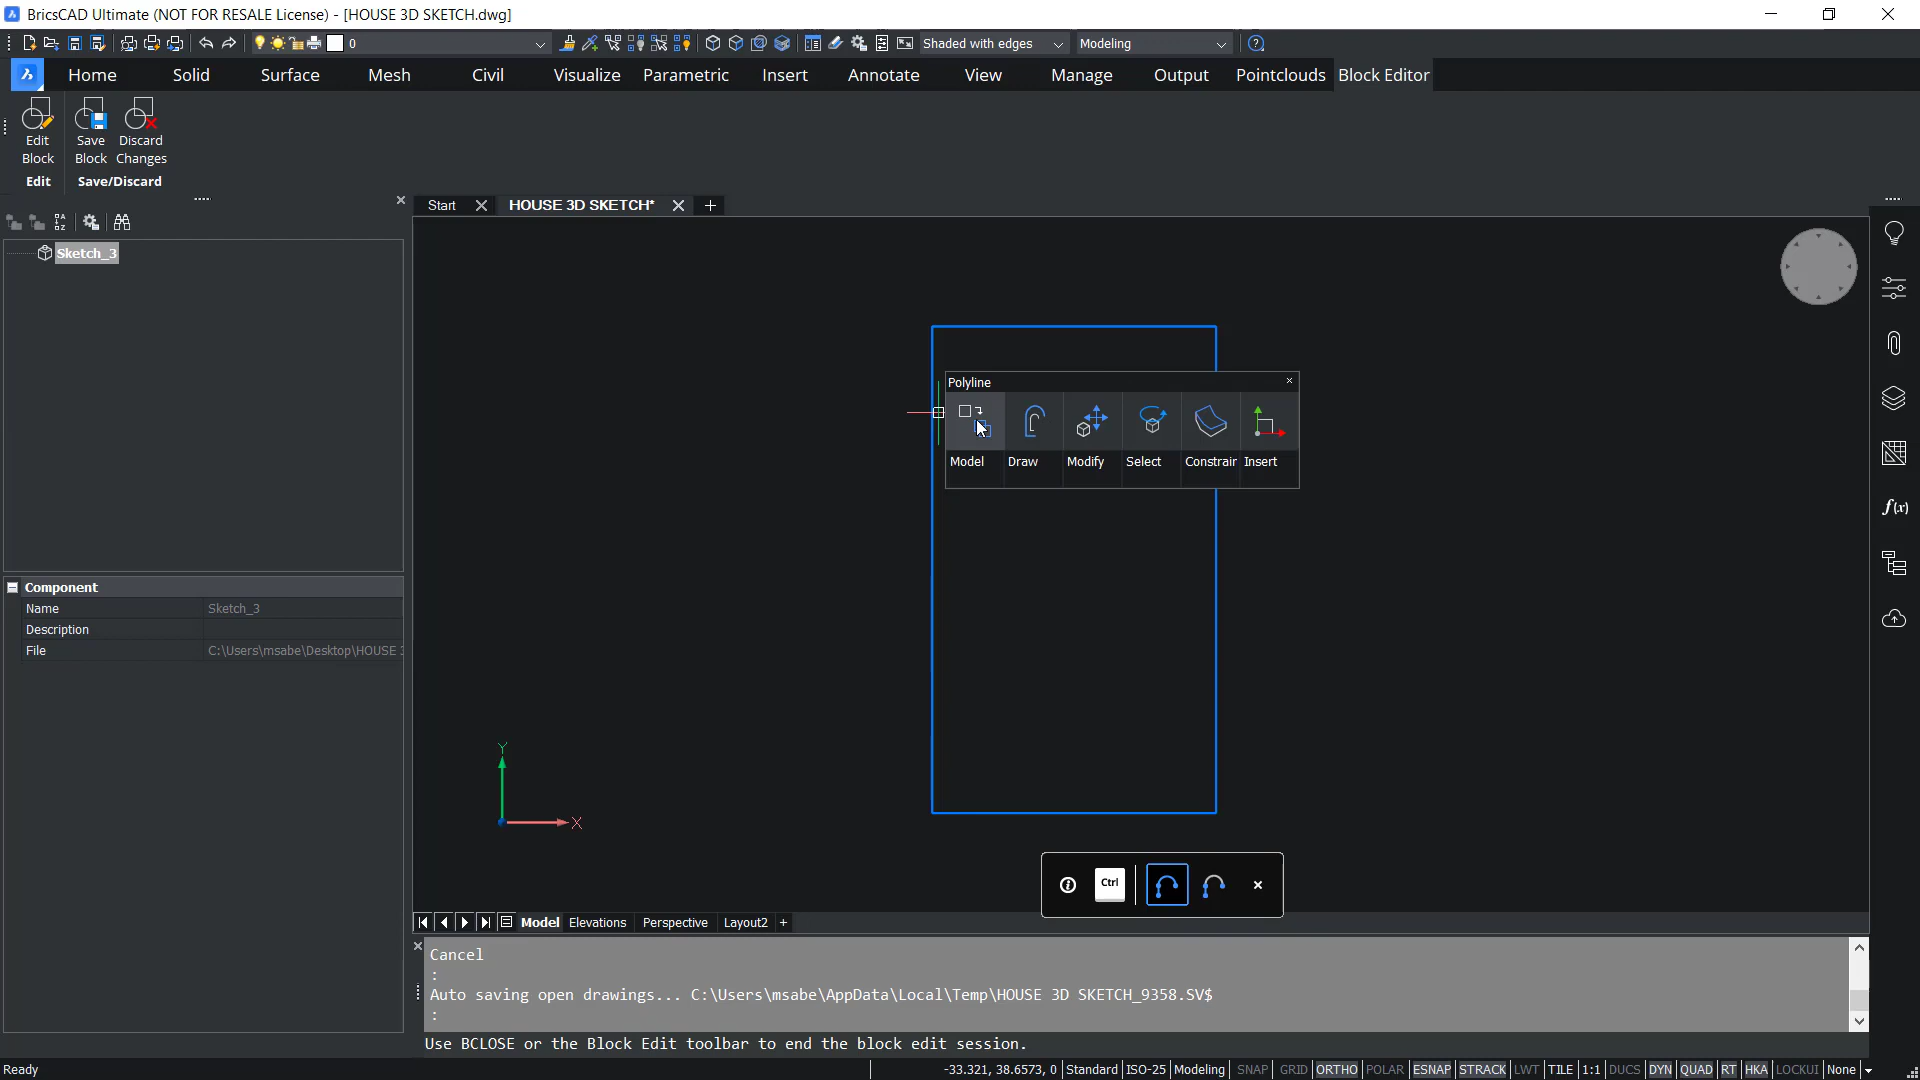 BricsCAD Ultimate (NOT FOR RESALE License) - [HOUSE 3D SKETCH.dwg]
0 Shaded with edges Modeling
Home Solid Surface Mesh Civil Visualize Parametric Insert Annotate View Manage Output Pointclouds Block Editor
Edit Block Save Block Discard Changes
Edit Save/Discard
Start HOUSE 3D SKETCH*
Sketch_3
Polyline
Model Draw Modify Select Constrain Insert
Component
Name Sketch_3
Description
File C:\Users\msabe\Desktop\HOUSE 3
f(x)
Y
X
Ctrl
Model Elevations Perspective Layout2 +
Cancel
:
Auto saving open drawings... C:\Users\msabe\AppData\Local\Temp\HOUSE 3D SKETCH_9358.SV$
:
Use BCLOSE or the Block Edit toolbar to end the block edit session.
Ready -33.321, 38.6573, 0 Standard ISO-25 Modeling SNAP GRID ORTHO POLAR ESNAP STRACK LWT TILE 1:1 DUCS DYN QUAD RT HKA LOCKUI None